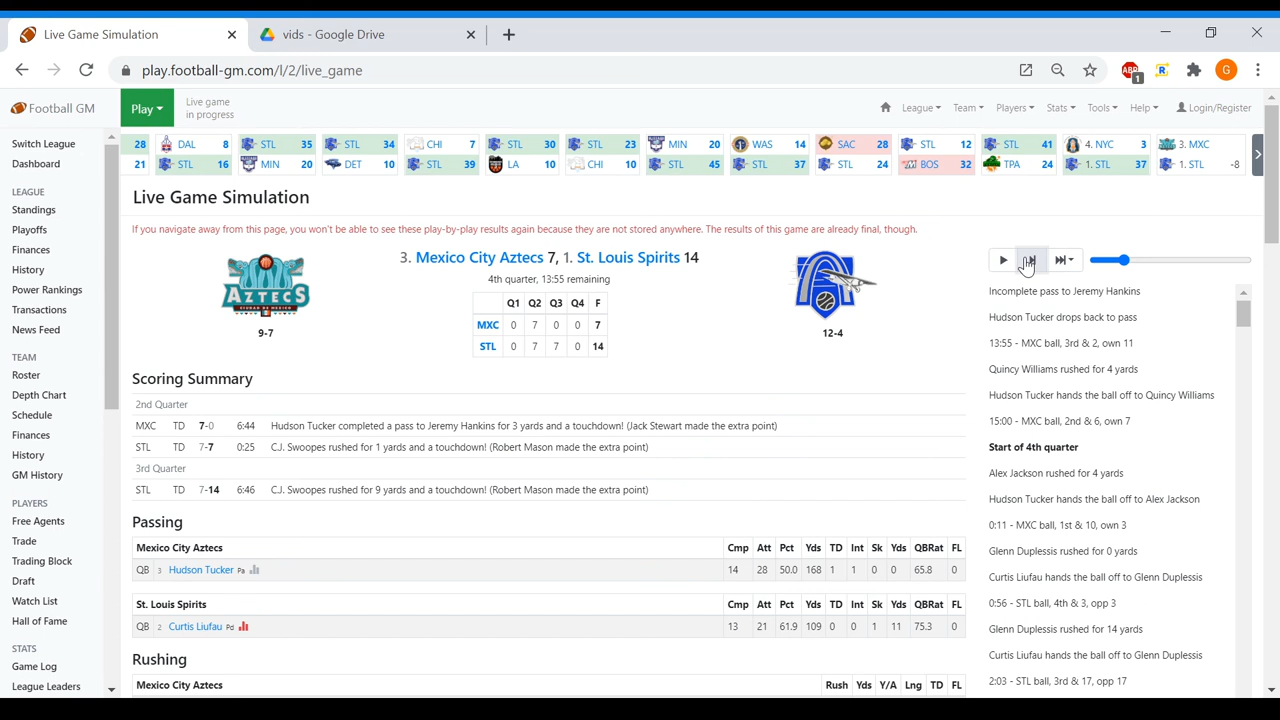 Live Game Simulation
vids - Google Drive
play.football-gm.com/l/2/live_game
ABP
1
R
G
Football GM
Play
Live game
in progress
League
Team
Players
Stats
Tools
Help
Login/Register
28
21
DAL 8
STL 16
STL 35
MIN 20
STL 34
DET 10
CHI 7
STL 39
STL 30
LA 10
STL 23
CHI 10
MIN 20
STL 45
WAS 14
STL 37
SAC 28
STL 24
STL 12
BOS 32
STL 41
TPA 24
4. NYC 3
1. STL 37
3. MXC
1. STL -8
Switch League
Dashboard
LEAGUE
Standings
Playoffs
Finances
History
Power Rankings
Transactions
News Feed
TEAM
Roster
Depth Chart
Schedule
Finances
History
GM History
PLAYERS
Free Agents
Trade
Trading Block
Draft
Watch List
Hall of Fame
STATS
Game Log
League Leaders
Live Game Simulation
If you navigate away from this page, you won't be able to see these play-by-play results again because they are not stored anywhere. The results of this game are already final, though.
AZTECS
CIUDAD DE MEXICO
9-7
3. Mexico City Aztecs 7, 1. St. Louis Spirits 14
4th quarter, 13:55 remaining
Q1 Q2 Q3 Q4 F
MXC 0 7 0 0 7
STL 0 7 7 0 14
12-4
Scoring Summary
2nd Quarter
MXC TD 7-0 6:44 Hudson Tucker completed a pass to Jeremy Hankins for 3 yards and a touchdown! (Jack Stewart made the extra point)
STL TD 7-7 0:25 C.J. Swoopes rushed for 1 yards and a touchdown! (Robert Mason made the extra point)
3rd Quarter
STL TD 7-14 6:46 C.J. Swoopes rushed for 9 yards and a touchdown! (Robert Mason made the extra point)
Passing
Mexico City Aztecs Cmp Att Pct Yds TD Int Sk Yds QBRat FL
QB 3 Hudson Tucker Pa 14 28 50.0 168 1 1 0 0 65.8 0
St. Louis Spirits Cmp Att Pct Yds TD Int Sk Yds QBRat FL
QB 2 Curtis Liufau Pd 13 21 61.9 109 0 0 1 11 75.3 0
Rushing
Mexico City Aztecs Rush Yds Y/A Lng TD FL
Incomplete pass to Jeremy Hankins
Hudson Tucker drops back to pass
13:55 - MXC ball, 3rd & 2, own 11
Quincy Williams rushed for 4 yards
Hudson Tucker hands the ball off to Quincy Williams
15:00 - MXC ball, 2nd & 6, own 7
Start of 4th quarter
Alex Jackson rushed for 4 yards
Hudson Tucker hands the ball off to Alex Jackson
0:11 - MXC ball, 1st & 10, own 3
Glenn Duplessis rushed for 0 yards
Curtis Liufau hands the ball off to Glenn Duplessis
0:56 - STL ball, 4th & 3, opp 3
Glenn Duplessis rushed for 14 yards
Curtis Liufau hands the ball off to Glenn Duplessis
2:03 - STL ball, 3rd & 17, opp 17